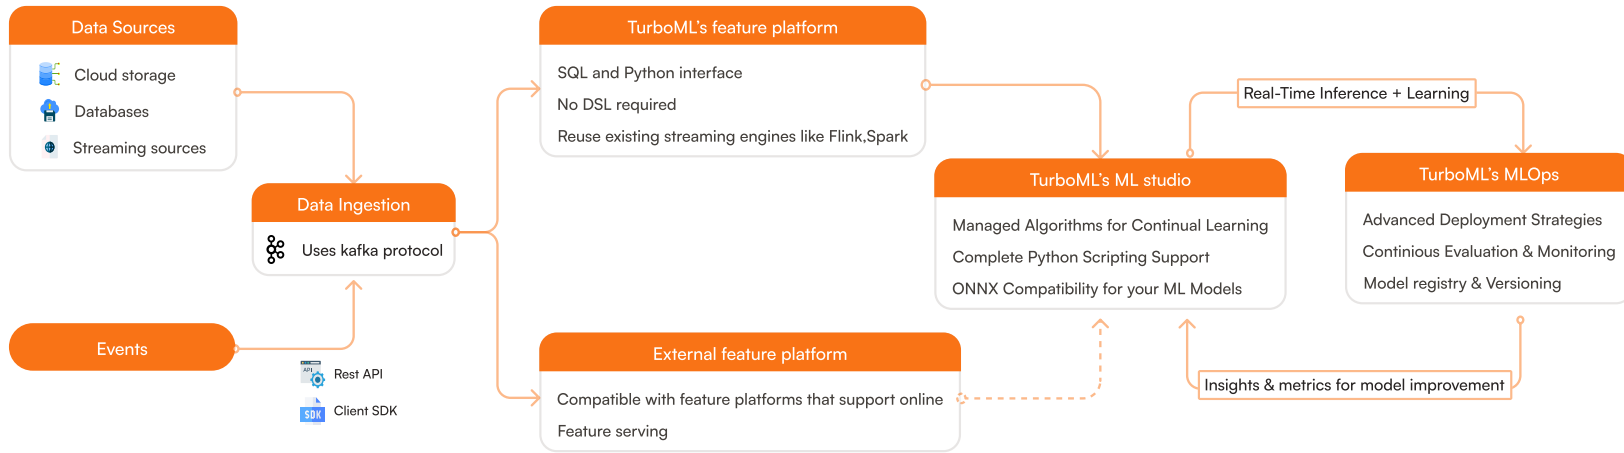 Data Sources
Cloud storage
Databases
Streaming sources
Data Ingestion
Uses kafka protocol
Events
API
Rest API
SDK
Client SDK
TurboML's feature platform
SQL and Python interface
No DSL required
Reuse existing streaming engines like Flink,Spark
External feature platform
Compatible with feature platforms that support online
Feature serving
TurboML's ML studio
Managed Algorithms for Continual Learning
Complete Python Scripting Support
ONNX Compatibility for your ML Models
Real-Time Inference + Learning
TurboML's MLOps
Advanced Deployment Strategies
Continious Evaluation & Monitoring
Model registry & Versioning
Insights & metrics for model improvement